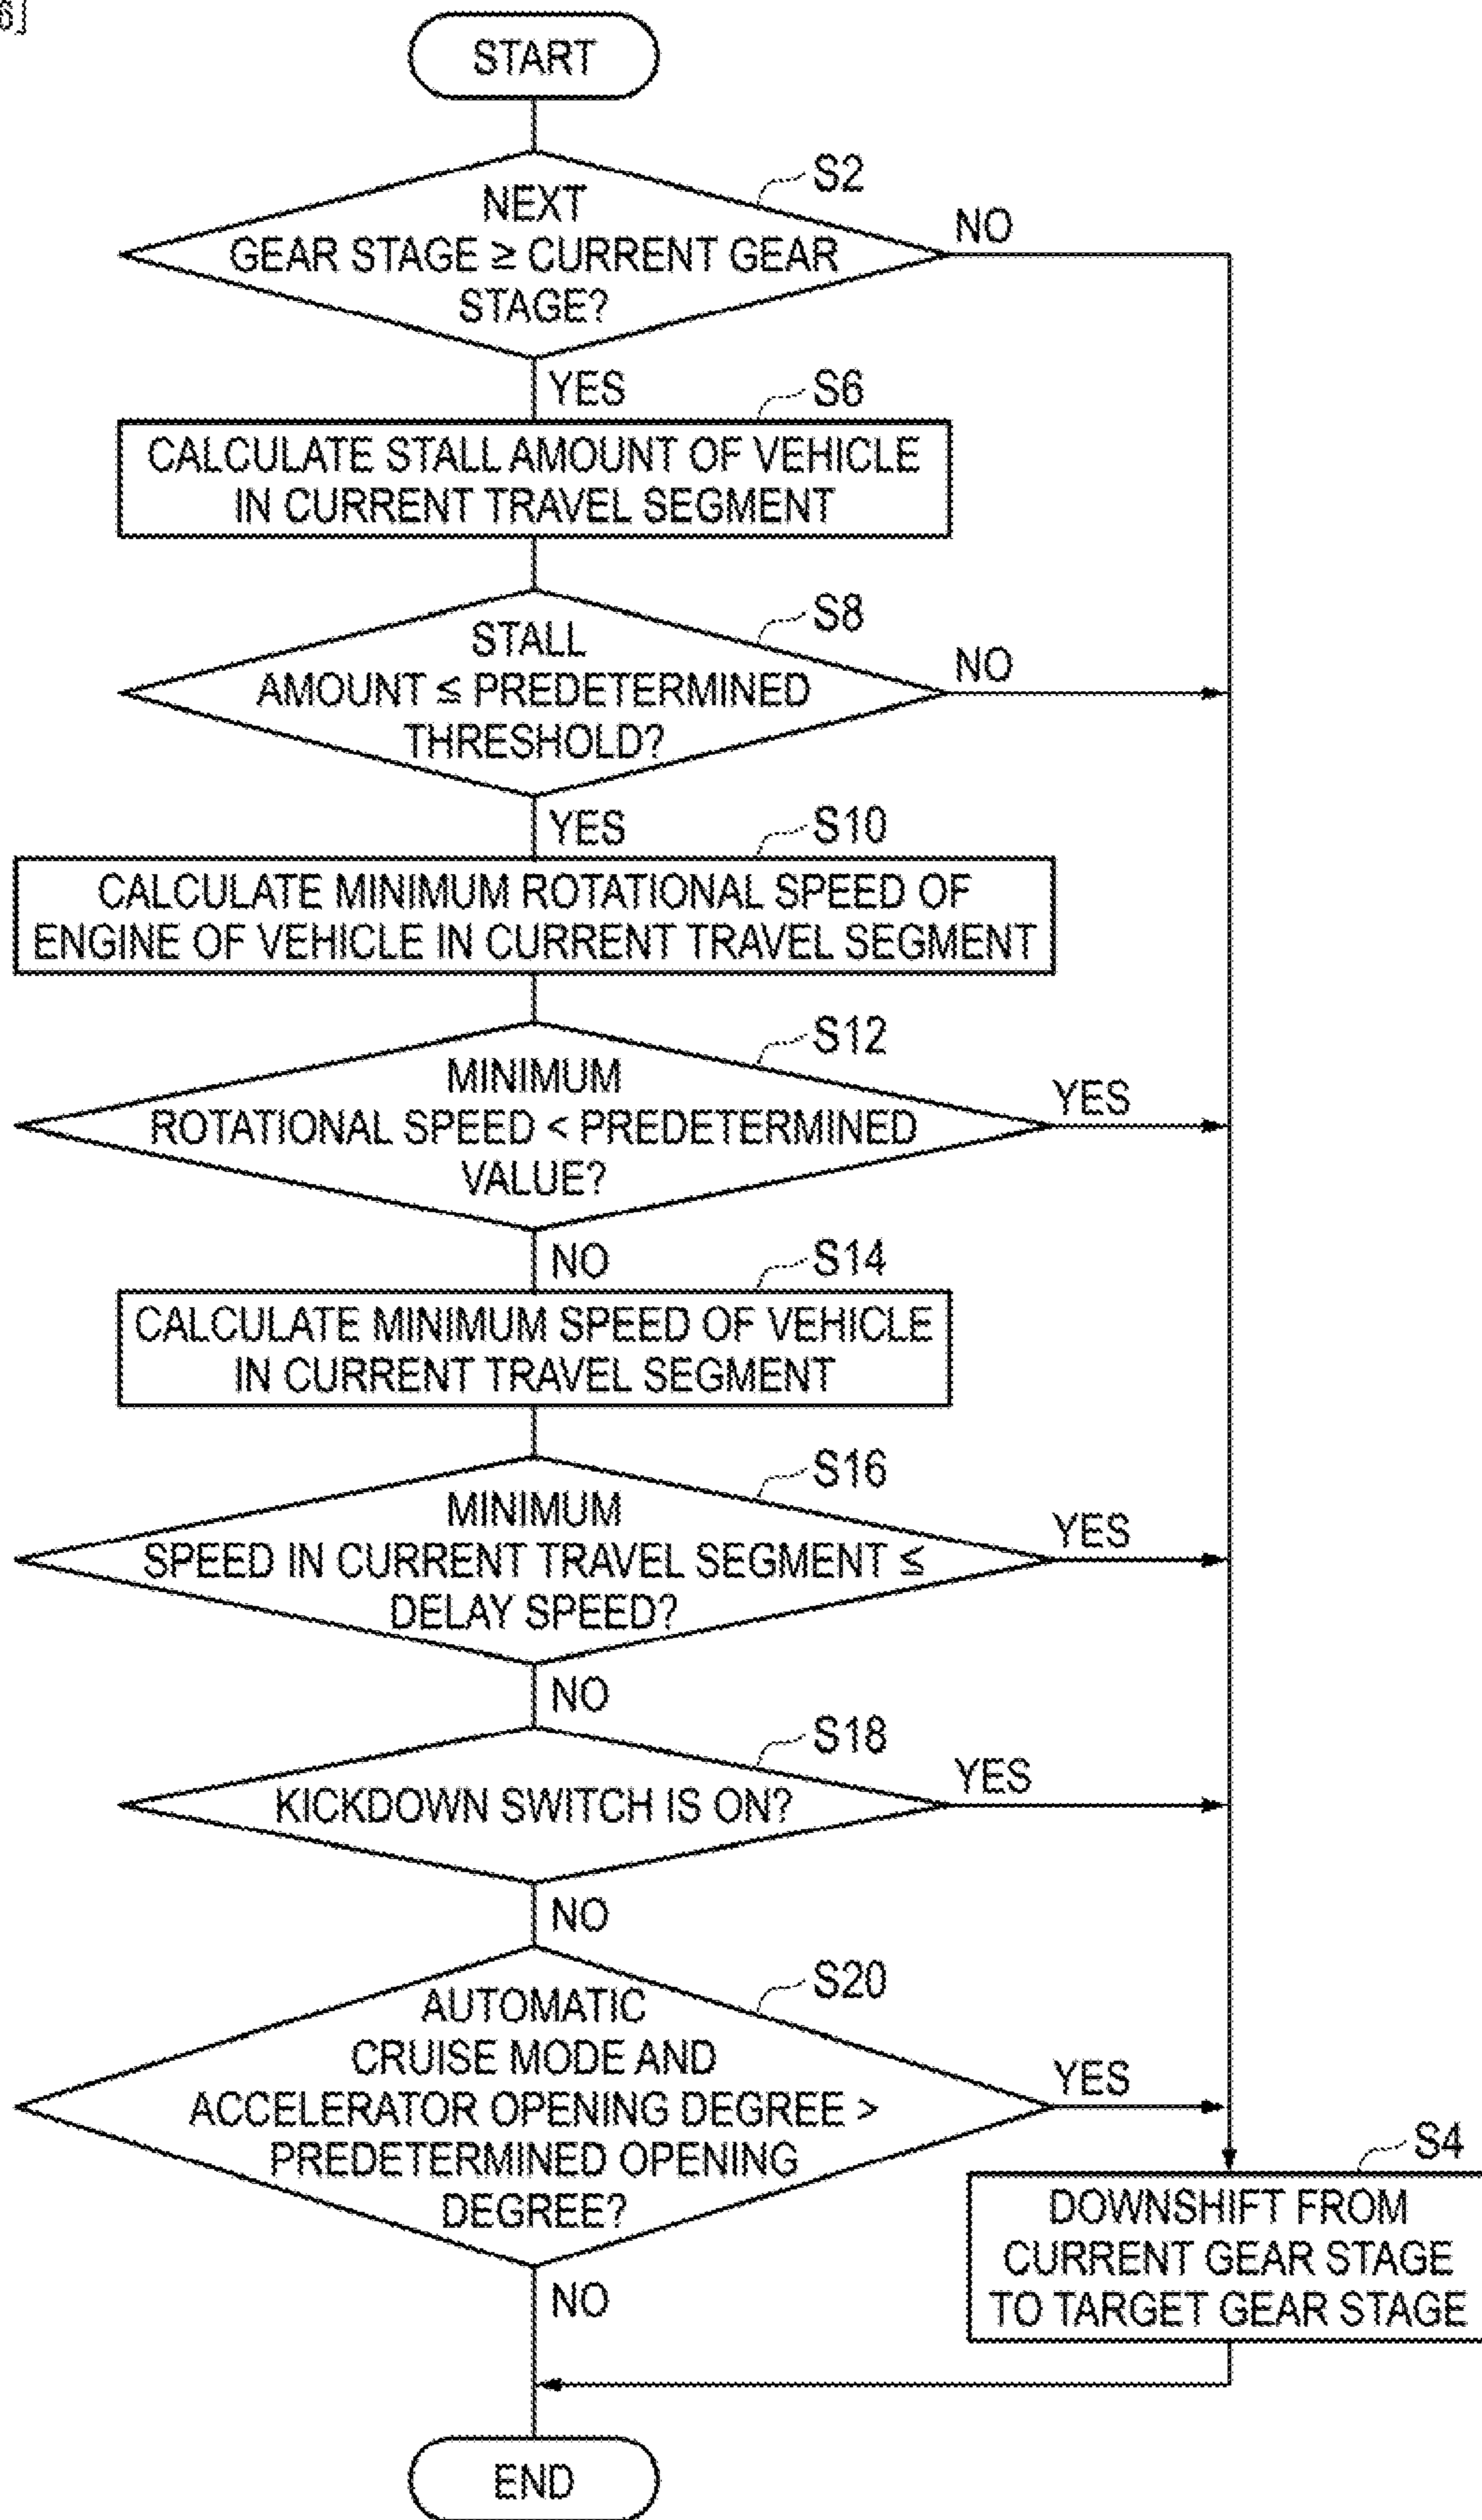 6]
START
S2
NEXT
GEAR STAGE ≥ CURRENT GEAR
STAGE?
NO
YES
S6
CALCULATE STALL AMOUNT OF VEHICLE
IN CURRENT TRAVEL SEGMENT
S8
STALL
AMOUNT ≤ PREDETERMINED
THRESHOLD?
NO
YES
S10
CALCULATE MINIMUM ROTATIONAL SPEED OF
ENGINE OF VEHICLE IN CURRENT TRAVEL SEGMENT
S12
MINIMUM
ROTATIONAL SPEED < PREDETERMINED
VALUE?
YES
NO
S14
CALCULATE MINIMUM SPEED OF VEHICLE
IN CURRENT TRAVEL SEGMENT
S16
MINIMUM
SPEED IN CURRENT TRAVEL SEGMENT ≤
DELAY SPEED?
YES
NO
S18
KICKDOWN SWITCH IS ON?
YES
NO
S20
AUTOMATIC
CRUISE MODE AND
ACCELERATOR OPENING DEGREE >
PREDETERMINED OPENING
DEGREE?
YES
NO
S4
DOWNSHIFT FROM
CURRENT GEAR STAGE
TO TARGET GEAR STAGE
END